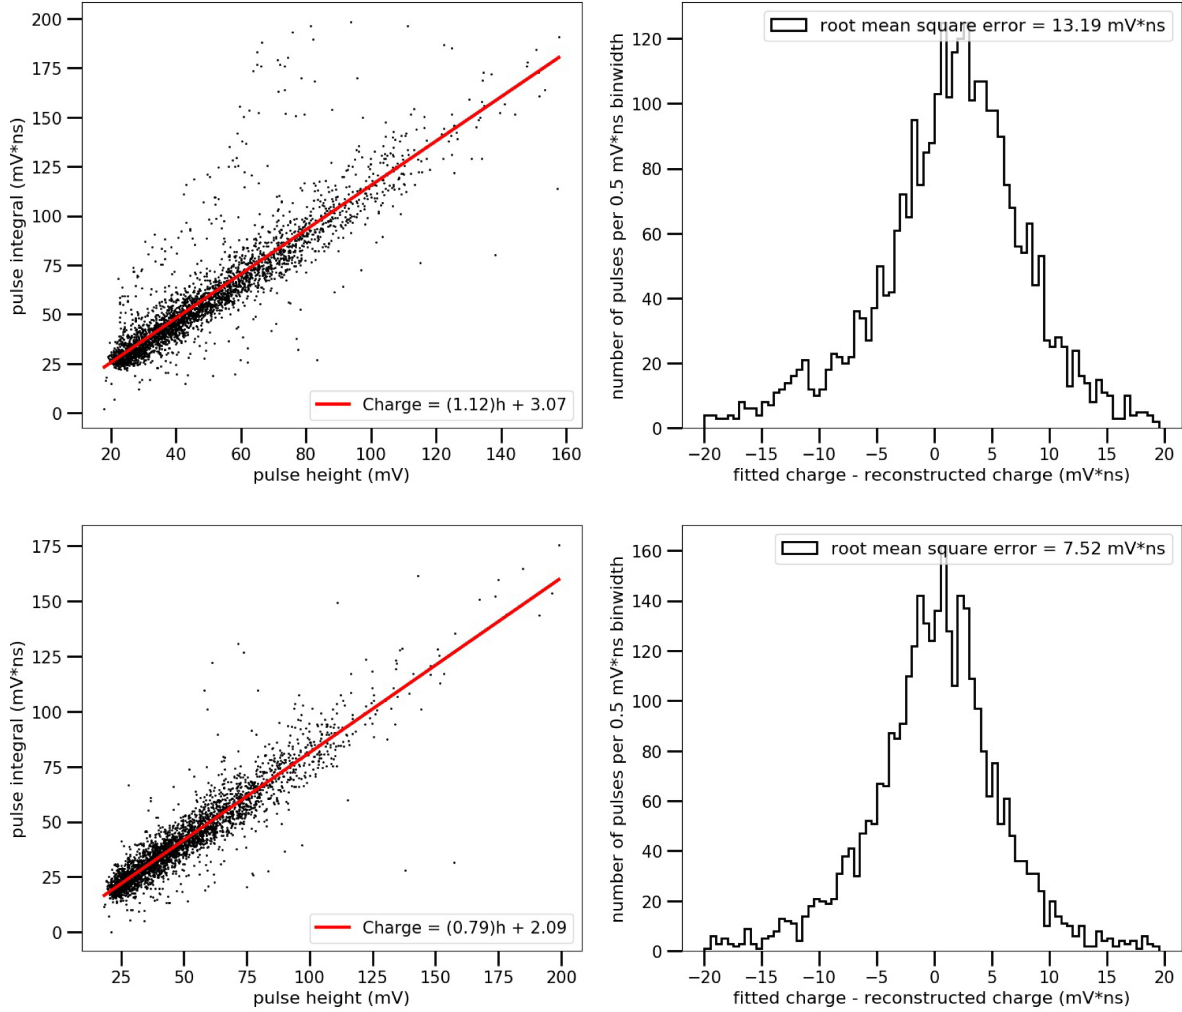 200
175
150
125
100
75
50
25
0
pulse integral (mV*ns)
Charge = (1.12)h + 3.07
20 40 60 80 100 120 140 160
pulse height (mV)
root mean square error = 13.19 mV*ns
120
100
80
60
40
20
0
number of pulses per 0.5 mV*ns binwidth
−20 −15 −10 −5 0 5 10 15 20
fitted charge - reconstructed charge (mV*ns)
175
150
125
100
75
50
25
0
pulse integral (mV*ns)
Charge = (0.79)h + 2.09
25 50 75 100 125 150 175 200
pulse height (mV)
root mean square error = 7.52 mV*ns
160
140
120
100
80
60
40
20
0
number of pulses per 0.5 mV*ns binwidth
−20 −15 −10 −5 0 5 10 15 20
fitted charge - reconstructed charge (mV*ns)